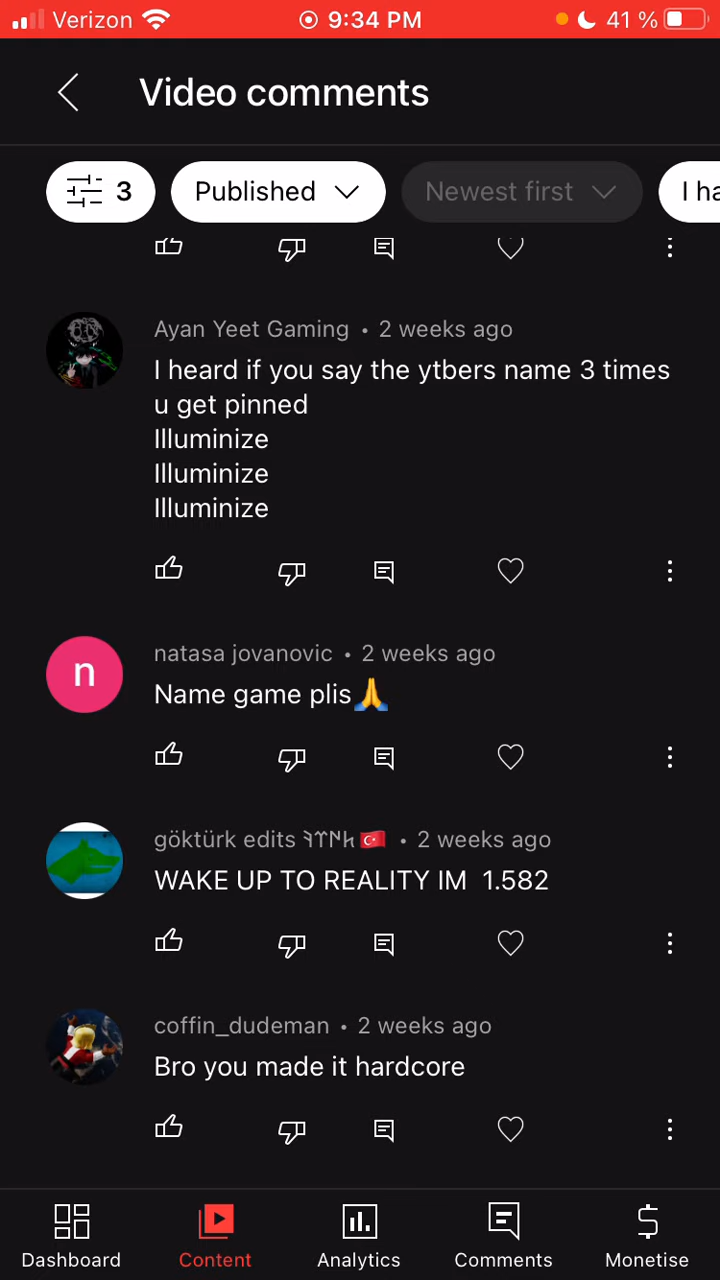 Verizon 9:34 PM 41 %
Video comments
3 Published Newest first I ha
Ayan Yeet Gaming • 2 weeks ago
I heard if you say the ytbers name 3 times
u get pinned
Illuminize
Illuminize
Illuminize
natasa jovanovic • 2 weeks ago
n
Name game plis🙏
göktürk edits 𐰜𐰇𐰚𐱅🇹🇷 • 2 weeks ago
WAKE UP TO REALITY IM 1.582
coffin_dudeman • 2 weeks ago
Bro you made it hardcore
Dashboard Content Analytics Comments Monetise